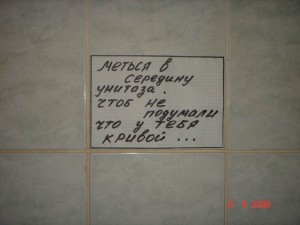 меться в
середину
унитаза.
чтоб не
подумали
что у тебя
кривой ...